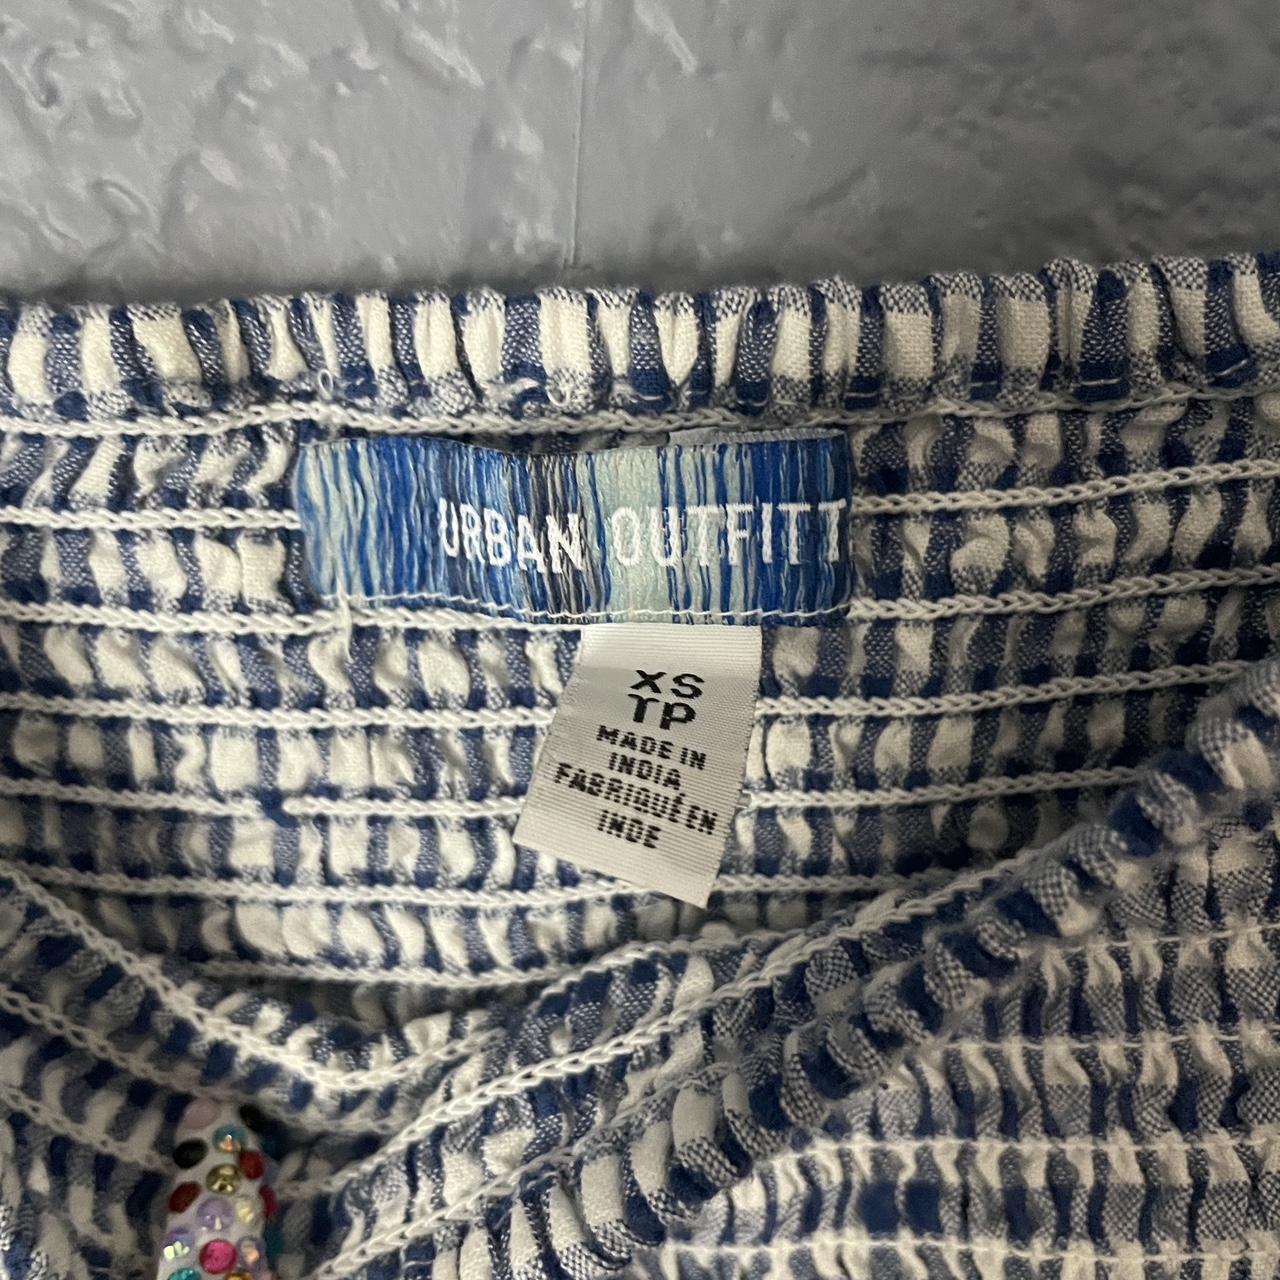 URBAN OUTFITT
XS
TP
MADE IN
INDIA
FABRIQUÉ EN
INDE